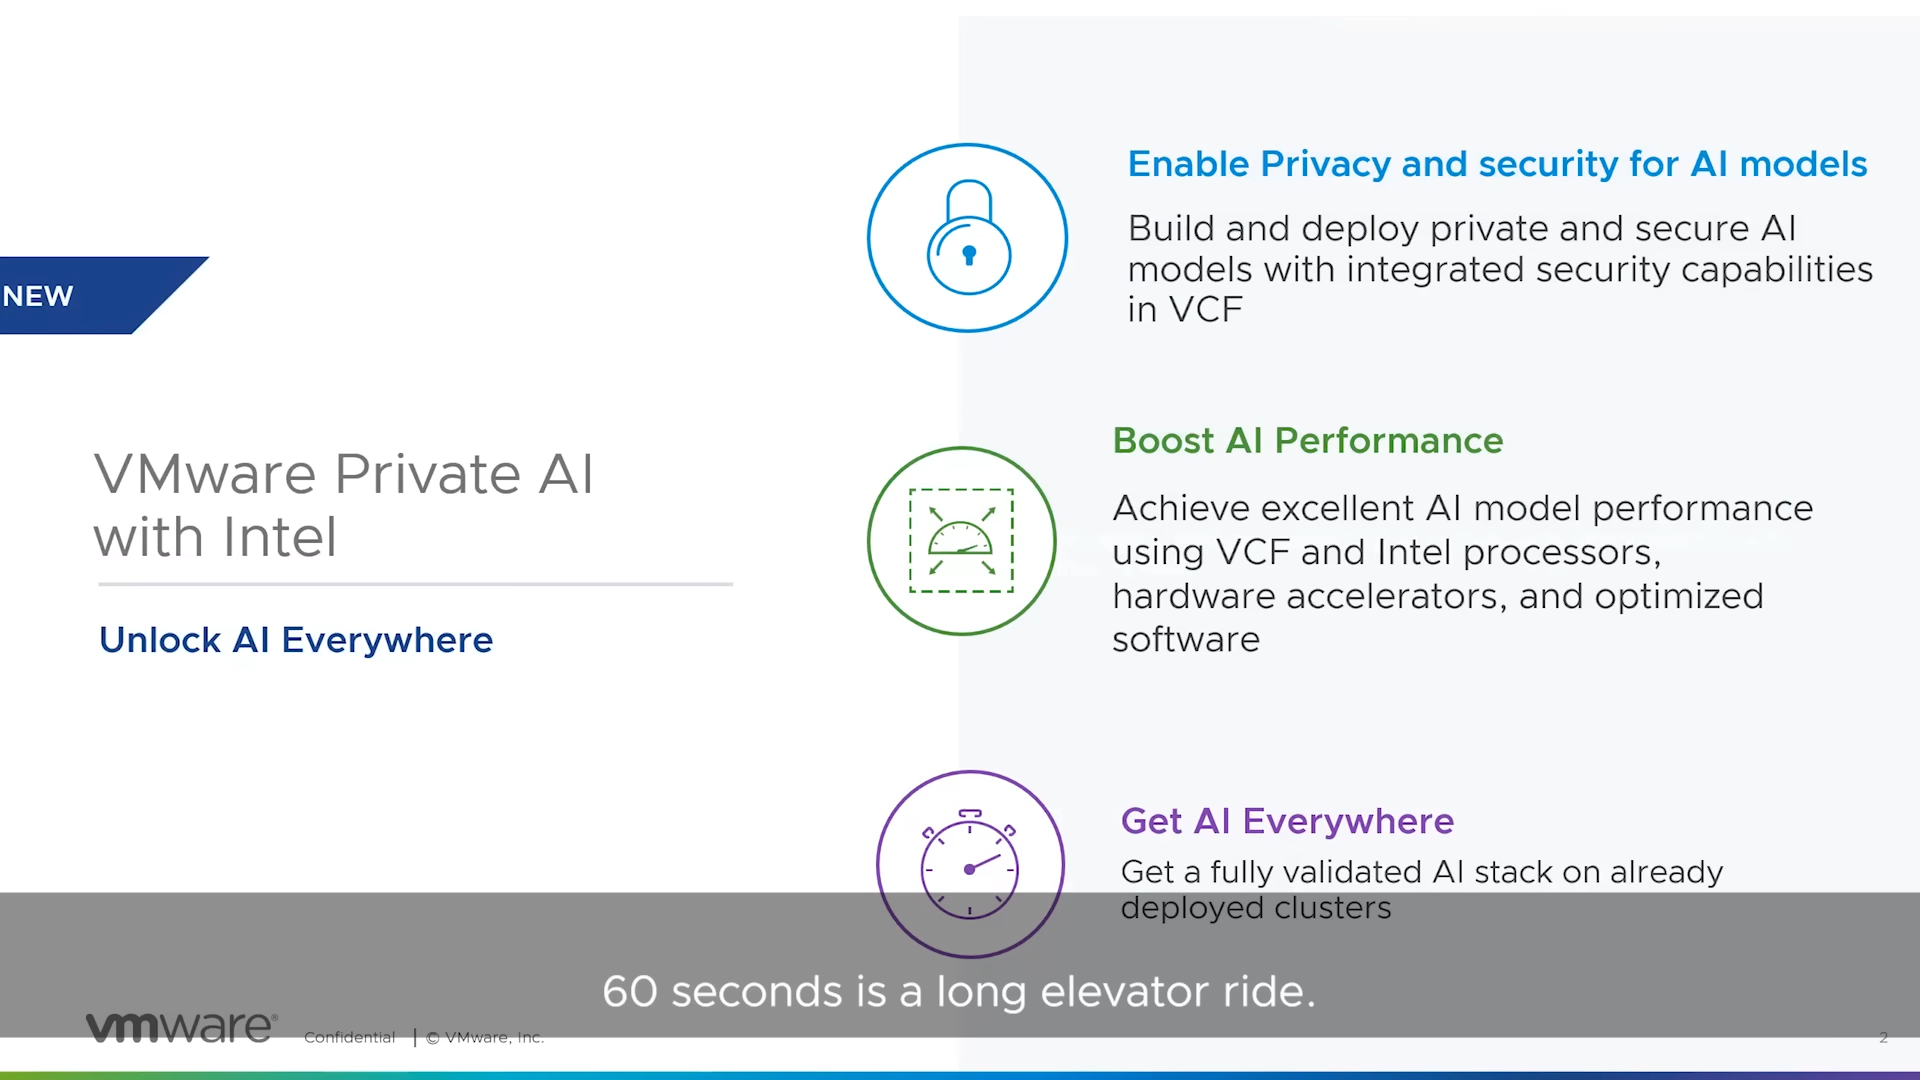 NEW
VMware Private AI
with Intel
Unlock AI Everywhere
Enable Privacy and security for AI models
Build and deploy private and secure AI
models with integrated security capabilities
in VCF
Boost AI Performance
Achieve excellent AI model performance
using VCF and Intel processors,
hardware accelerators, and optimized
software
Get AI Everywhere
Get a fully validated AI stack on already
deployed clusters
60 seconds is a long elevator ride.
vmware® Confidential | © VMware, Inc. 2